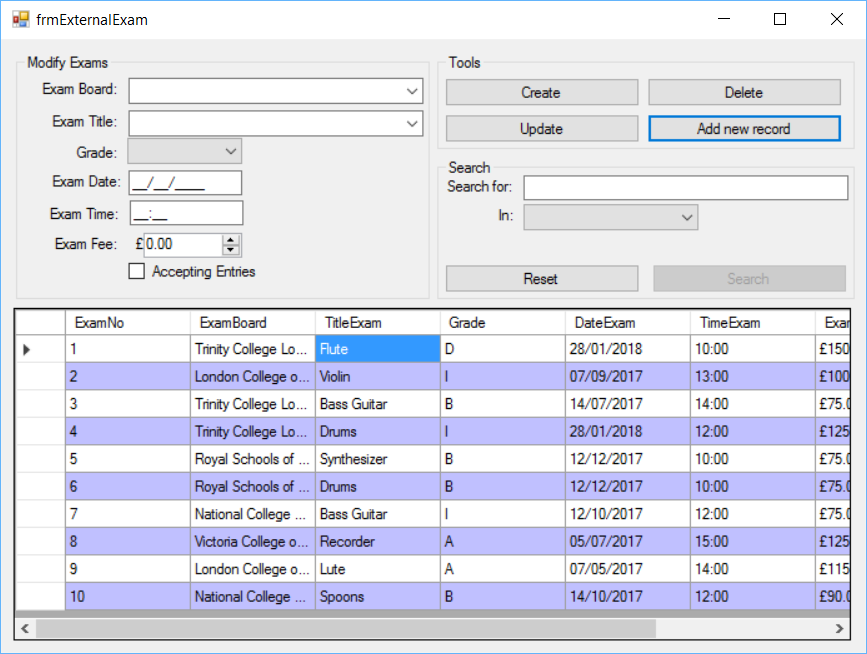 frmExternalExam
Modify Exams
Exam Board:
Exam Title:
Grade:
Exam Date: __/__/____
Exam Time: __:__
Exam Fee: £0.00
Accepting Entries
Tools
Create Delete
Update Add new record
Search
Search for:
In:
Reset Search
ExamNo ExamBoard TitleExam Grade DateExam TimeExam Exam
1 Trinity College Lo... Flute D 28/01/2018 10:00 £150
2 London College o... Violin I 07/09/2017 13:00 £100
3 Trinity College Lo... Bass Guitar B 14/07/2017 14:00 £75.0
4 Trinity College Lo... Drums I 28/01/2018 12:00 £125
5 Royal Schools of ... Synthesizer B 12/12/2017 10:00 £75.0
6 Royal Schools of ... Drums B 12/12/2017 10:00 £75.0
7 National College ... Bass Guitar I 12/10/2017 12:00 £75.0
8 Victoria College o... Recorder A 05/07/2017 15:00 £125
9 London College o... Lute A 07/05/2017 14:00 £115
10 National College ... Spoons B 14/10/2017 12:00 £90.0